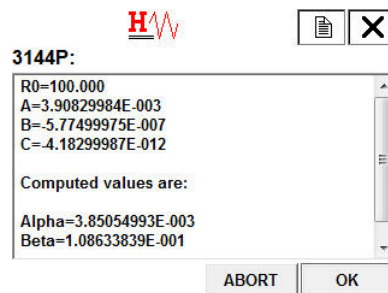 H
3144P:
R0=100.000
A=3.90829984E-003
B=-5.77499975E-007
C=-4.18299987E-012
Computed values are:
Alpha=3.85054993E-003
Beta=1.08633839E-001
ABORT
OK